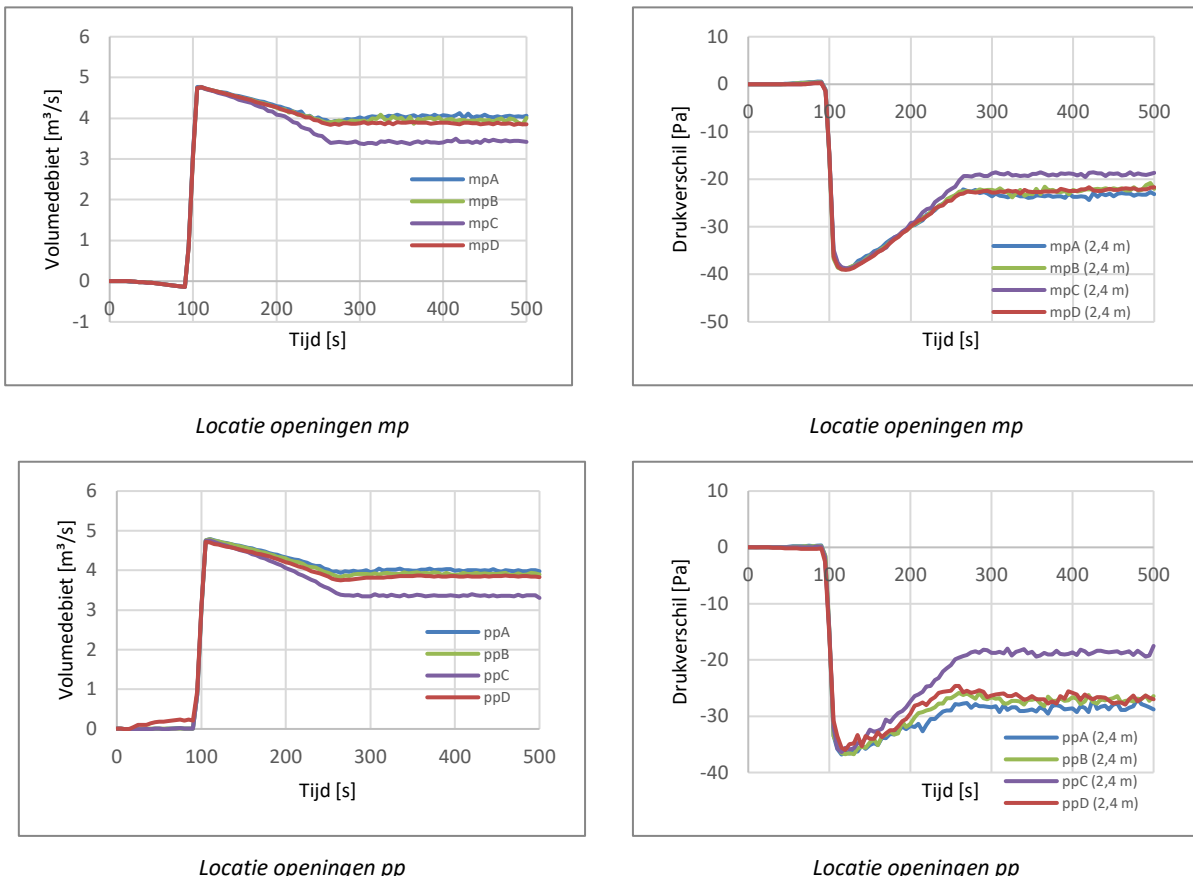 Volumedebiet [m³/s]
6
5
4
3
2
1
0
-1
0 100 200 300 400 500
Tijd [s]
mpA
mpB
mpC
mpD
Drukverschil [Pa]
10
0
-10
-20
-30
-40
-50
0 100 200 300 400 500
mpA (2,4 m)
mpB (2,4 m)
mpC (2,4 m)
mpD (2,4 m)
Tijd [s]
Locatie openingen mp
Locatie openingen mp
Volumedebiet [m³/s]
6
5
4
3
2
1
0
0 100 200 300 400 500
ppA
ppB
ppC
ppD
Tijd [s]
Drukverschil [Pa]
10
0
-10
-20
-30
-40
0 100 200 300 400 500
ppA (2,4 m)
ppB (2,4 m)
ppC (2,4 m)
ppD (2,4 m)
Tijd [s]
Locatie openingen pp
Locatie openingen pp